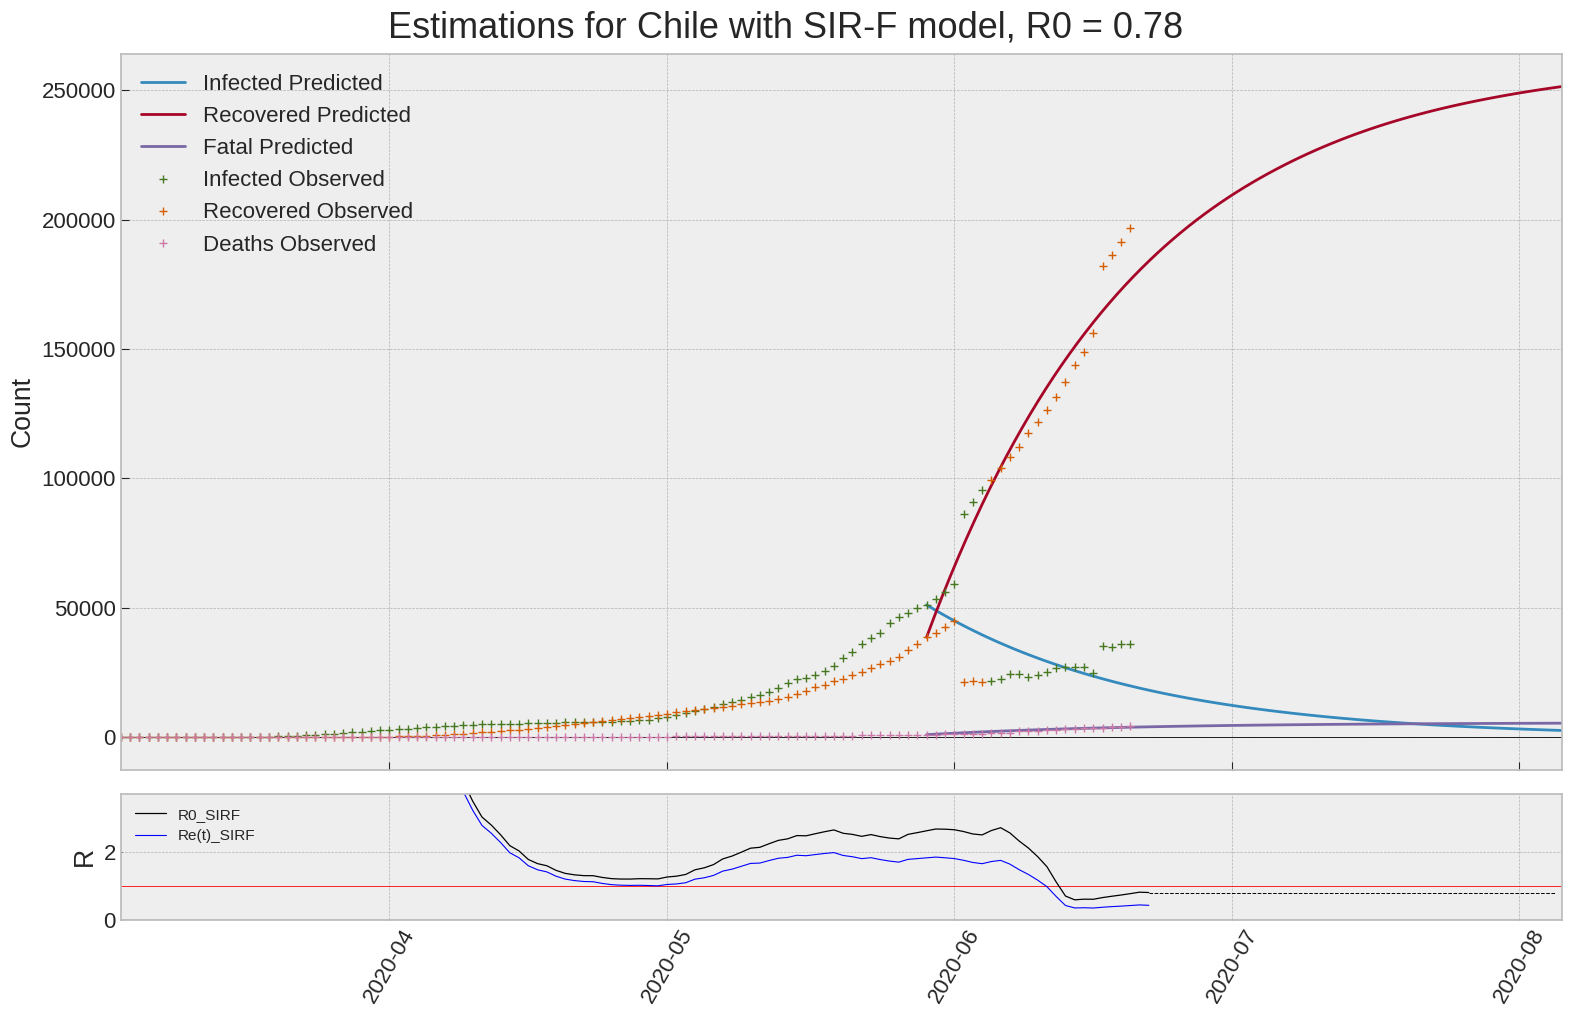 Estimations for Chile with SIR-F model, R0 = 0.78
Infected Predicted
Recovered Predicted
Fatal Predicted
Infected Observed
Recovered Observed
Deaths Observed
250000
200000
150000
100000
50000
0
Count
R0_SIRF
Re(t)_SIRF
2
0
R
2020-04
2020-05
2020-06
2020-07
2020-08